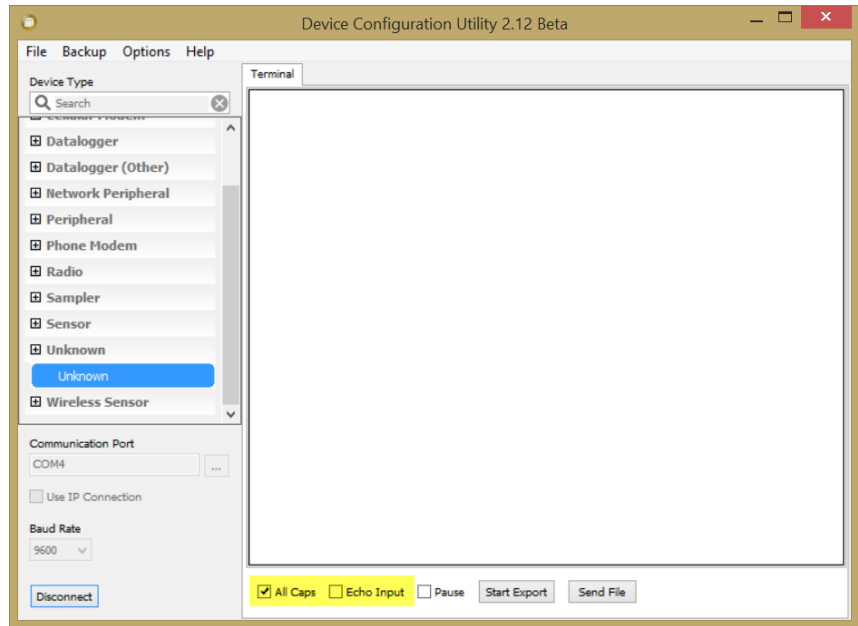 Device Configuration Utility 2.12 Beta
File Backup Options Help
Device Type
Search
Terminal
Cellular Modem
Datalogger
Datalogger (Other)
Network Peripheral
Peripheral
Phone Modem
Radio
Sampler
Sensor
Unknown
Unknown
Wireless Sensor
Communication Port
COM4
...
Use IP Connection
Baud Rate
9600
Disconnect
All Caps Echo Input Pause Start Export Send File